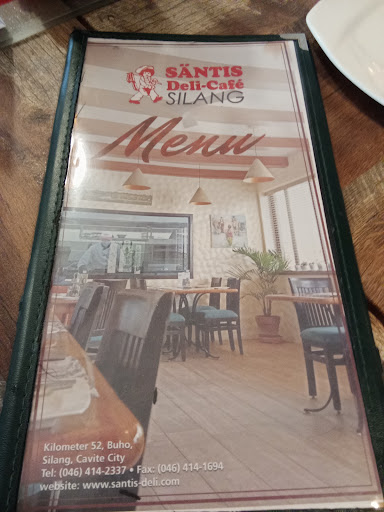 SÄNTIS
Deli-Café
SILANG
Menu
Kilometer 52, Buho,
Silang, Cavite City
Tel: (046) 414-2337 • Fax: (046) 414-1694
website: www.santis-deli.com